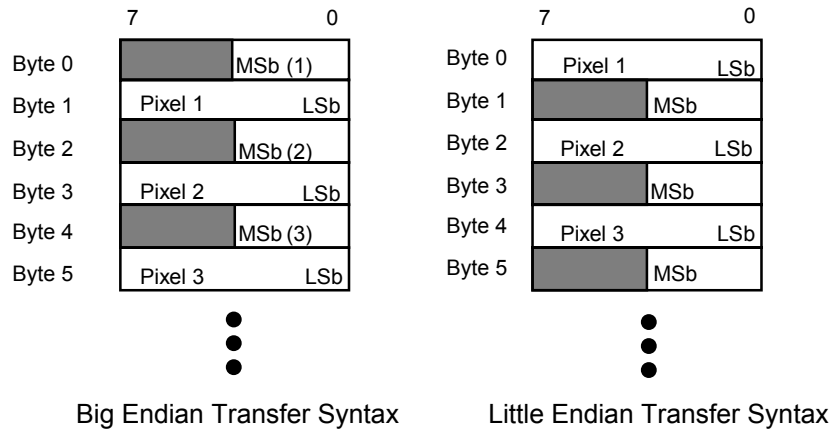 7 0 7 0
Byte 0 MSb (1) Byte 0 Pixel 1 LSb
Byte 1 Pixel 1 LSb Byte 1 MSb
Byte 2 MSb (2) Byte 2 Pixel 2 LSb
Byte 3 Pixel 2 LSb Byte 3 MSb
Byte 4 MSb (3) Byte 4 Pixel 3 LSb
Byte 5 Pixel 3 LSb Byte 5 MSb
Big Endian Transfer Syntax Little Endian Transfer Syntax